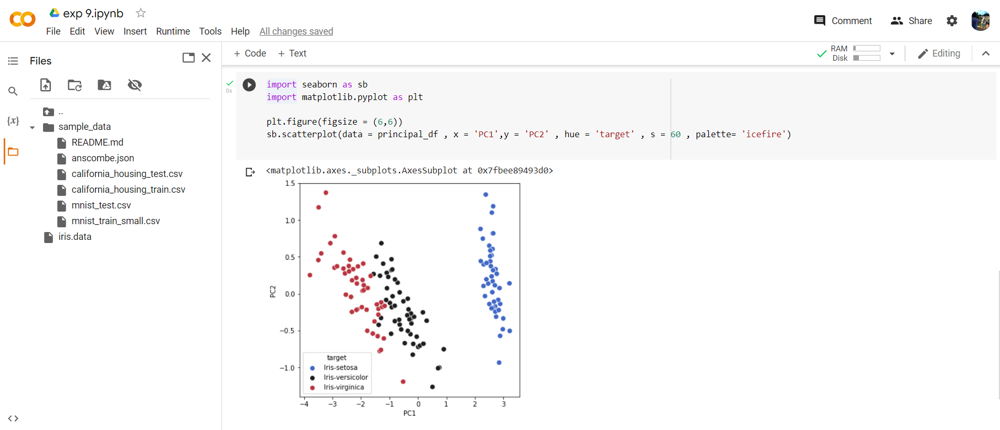 exp 9.ipynb
File Edit View Insert Runtime Tools Help All changes saved
Comment Share
Files
+ Code + Text
RAM
Disk
Editing
..
sample_data
README.md
anscombe.json
california_housing_test.csv
california_housing_train.csv
mnist_test.csv
mnist_train_small.csv
iris.data
{x}
<>
0s
import seaborn as sb
import matplotlib.pyplot as plt
plt.figure(figsize = (6,6))
sb.scatterplot(data = principal_df , x = 'PC1',y = 'PC2' , hue = 'target' , s = 60 , palette= 'icefire')
<matplotlib.axes._subplots.AxesSubplot at 0x7fbee89493d0>
1.5
1.0
0.5
0.0
−0.5
−1.0
PC2
target
Iris-setosa
Iris-versicolor
Iris-virginica
−4 −3 −2 −1 0 1 2 3
PC1